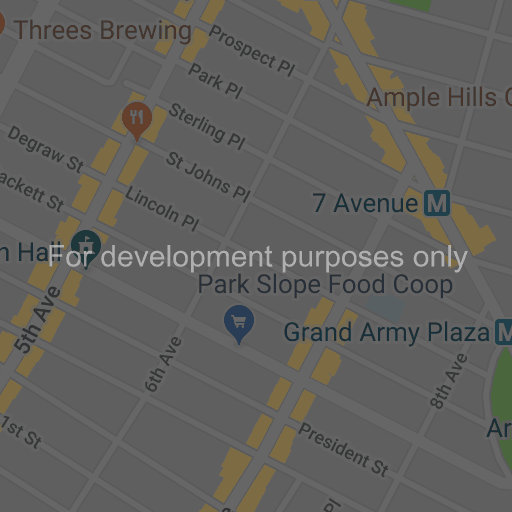 Threes Brewing
Prospect Pl
Park Pl
Ample Hills C
Sterling Pl
Degraw St
St Johns Pl
ackett St
Lincoln Pl
7 Avenue M
n Hall
For development purposes only
Park Slope Food Coop
5th Ave
Grand Army Plaza M
6th Ave
8th Ave
1st St
President St
Ar
Pl